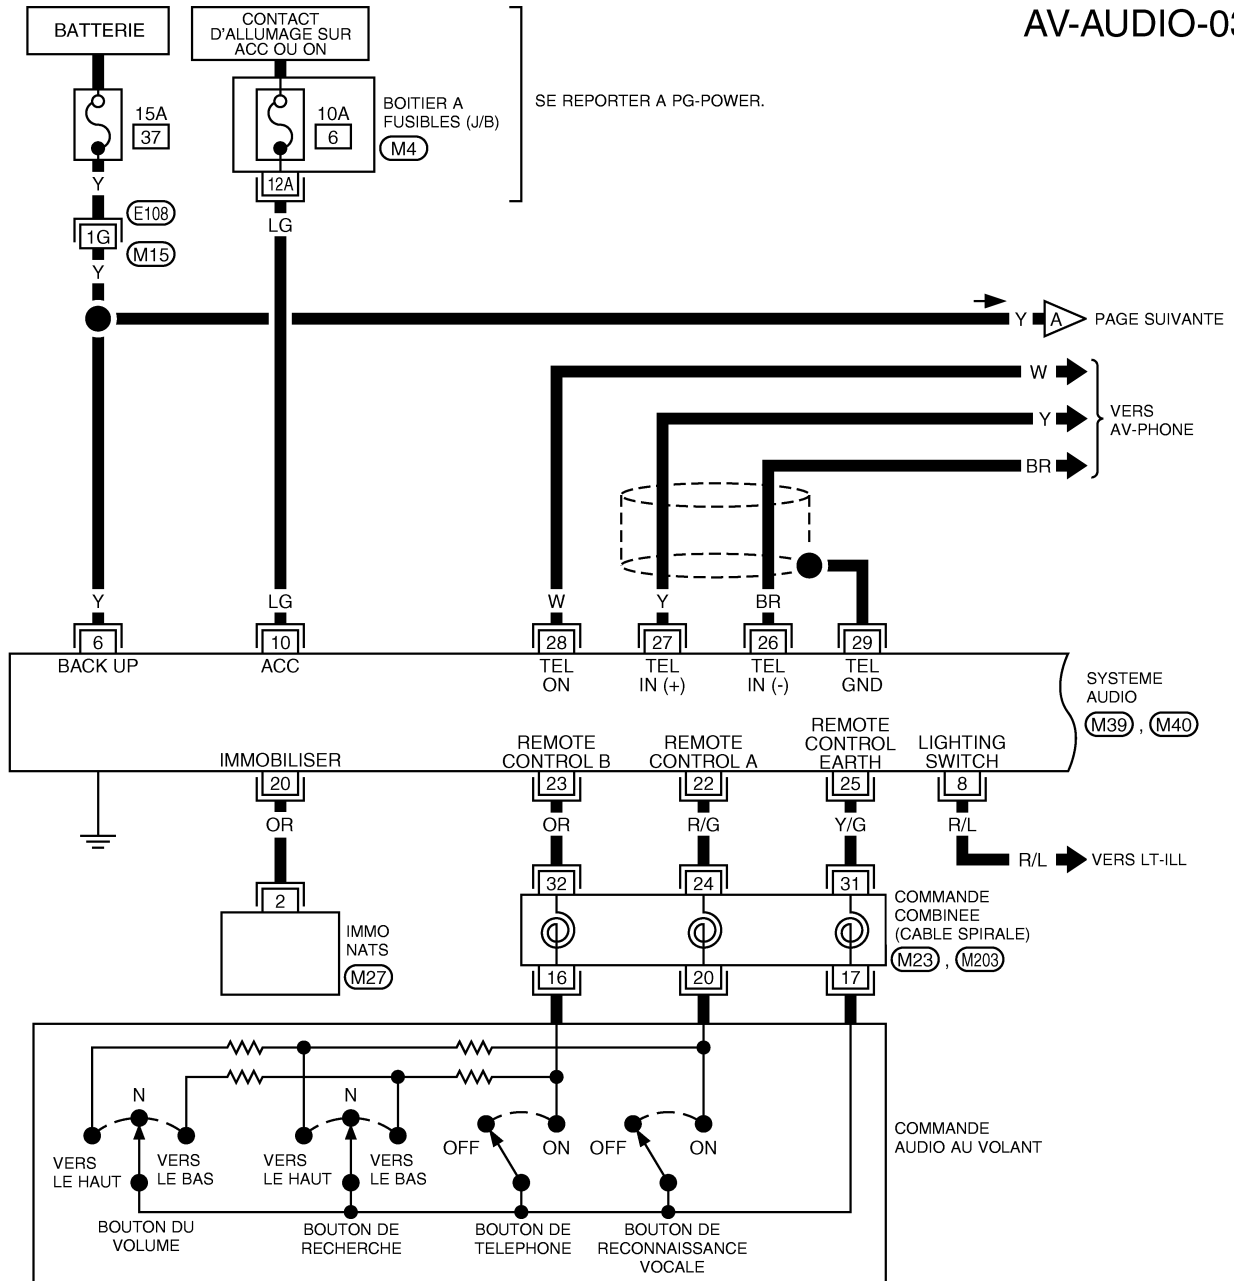 AV-AUDIO-03
BATTERIE
CONTACT
D'ALLUMAGE SUR
ACC OU ON
15A
37
10A
6
BOITIER A
FUSIBLES (J/B)
M4
SE REPORTER A PG-POWER.
12A
Y
E108
1G
M15
LG
Y
Y
A
PAGE SUIVANTE
W
Y
BR
VERS
AV-PHONE
Y
LG
W
Y
BR
6
10
28
27
26
29
BACK UP
ACC
TEL
ON
TEL
IN (+)
TEL
IN (-)
TEL
GND
SYSTEME
AUDIO
M39 , M40
IMMOBILISER
REMOTE
CONTROL B
REMOTE
CONTROL A
REMOTE
CONTROL
EARTH
LIGHTING
SWITCH
20
23
22
25
8
OR
OR
R/G
Y/G
R/L
R/L
VERS LT-ILL
2
32
24
31
IMMO
NATS
M27
COMMANDE
COMBINEE
(CABLE SPIRALE)
M23 , M203
16
20
17
N
N
VERS
LE HAUT
VERS
LE BAS
VERS
LE HAUT
VERS
LE BAS
OFF
ON
OFF
ON
COMMANDE
AUDIO AU VOLANT
BOUTON DU
VOLUME
BOUTON DE
RECHERCHE
BOUTON DE
TELEPHONE
BOUTON DE
RECONNAISSANCE
VOCALE